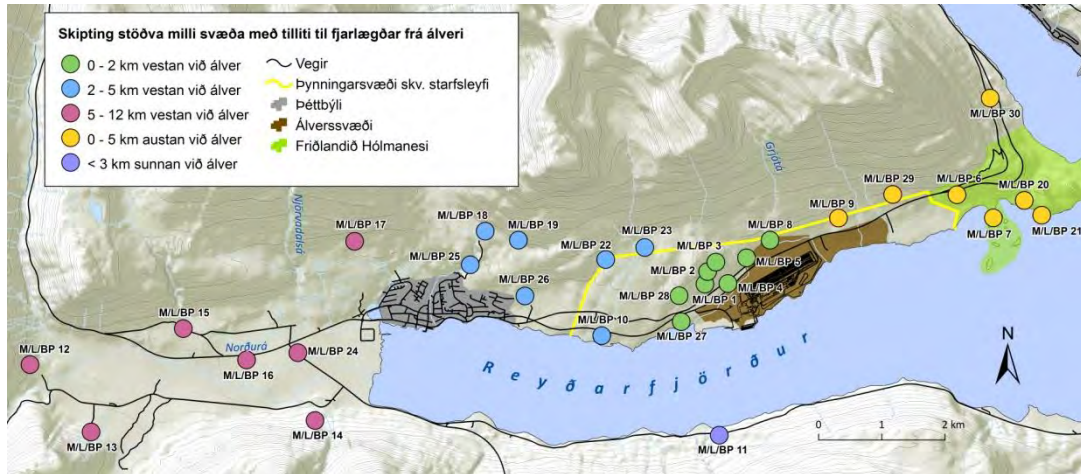 Skipting stöðva milli svæða með tilliti til fjarlægðar frá álveri
0 - 2 km vestan við álver
2 - 5 km vestan við álver
5 - 12 km vestan við álver
0 - 5 km austan við álver
< 3 km sunnan við álver
Vegir
Þynningarsvæði skv. starfsleyfi
Þéttbýli
Álverssvæði
Friðlandið Hólmanesi
M/L/BP 30
Grjótá
M/L/BP 29
M/L/BP 6
M/L/BP 20
M/L/BP 9
M/L/BP 7
M/L/BP 21
Njörvadalsá
M/L/BP 17
M/L/BP 18
M/L/BP 19
M/L/BP 22
M/L/BP 23
M/L/BP 3
M/L/BP 8
M/L/BP 25
M/L/BP 26
M/L/BP 2
M/L/BP 5
M/L/BP 28
M/L/BP 1
M/L/BP 4
M/L/BP 15
M/L/BP 10
M/L/BP 27
M/L/BP 12
Norðurá
M/L/BP 24
M/L/BP 16
Reyðarfjörður
N
M/L/BP 13
M/L/BP 14
M/L/BP 11
0 1 2 km